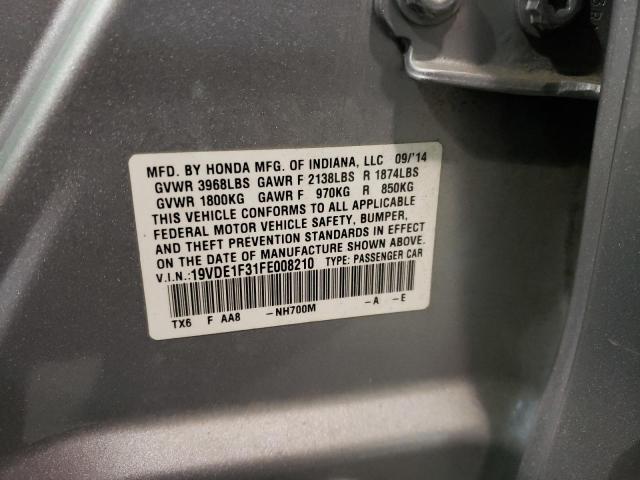 MFD. BY HONDA MFG. OF INDIANA, LLC 09/'14
GVWR 3968LBS GAWR F 2138LBS R 1874LBS
GVWR 1800KG GAWR F 970KG R 850KG
THIS VEHICLE CONFORMS TO ALL APPLICABLE
FEDERAL MOTOR VEHICLE SAFETY, BUMPER,
AND THEFT PREVENTION STANDARDS IN EFFECT
ON THE DATE OF MANUFACTURE SHOWN ABOVE.
V.I.N.:19VDE1F31FE008210 TYPE: PASSENGER CAR
TX6 F AA8 -NH700M -A -E